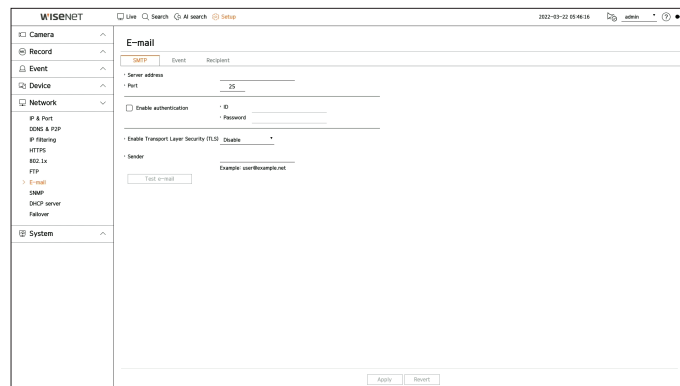 WISENET
Live Search AI search Setup 2022-03-22 05:46:16 admin ?
Camera
Record
Event
Device
Network
IP & Port
DDNS & P2P
IP filtering
HTTPS
802.1x
FTP
> E-mail
SNMP
DHCP server
Failover
System
E-mail
SMTP Event Recipient
Server address
Port 25
Enable authentication
ID
Password
Enable Transport Layer Security (TLS) Disable
Sender
Example: user@example.net
Test e-mail
Apply Revert